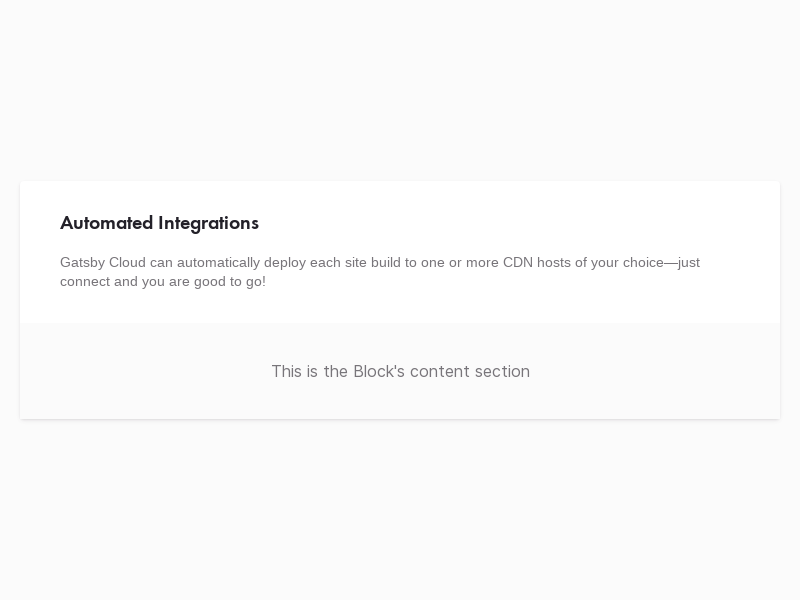 Automated Integrations
Gatsby Cloud can automatically deploy each site build to one or more CDN hosts of your choice—just
connect and you are good to go!
This is the Block's content section